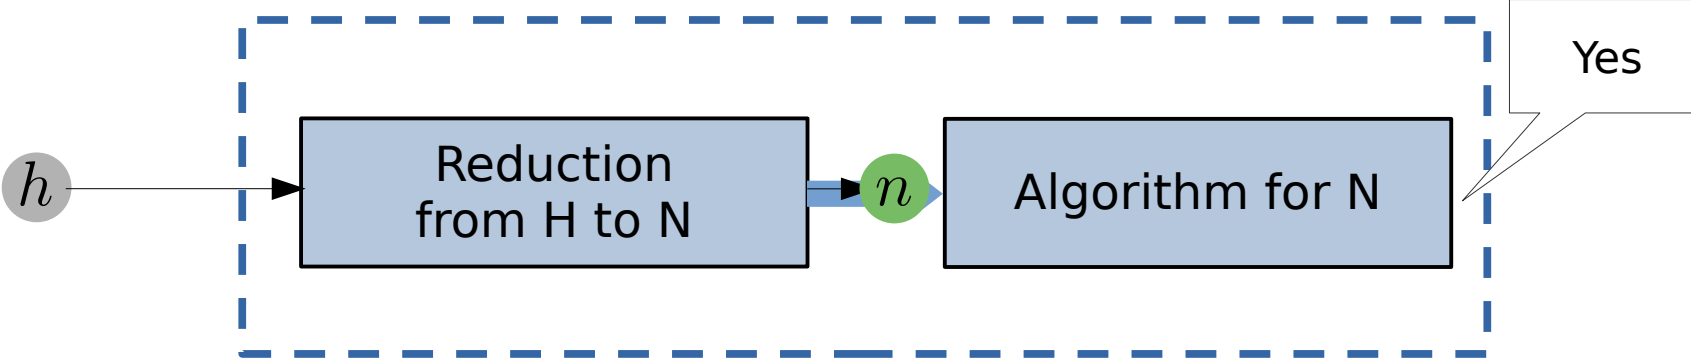 Yes
h
Reduction
from H to N
n
Algorithm for N